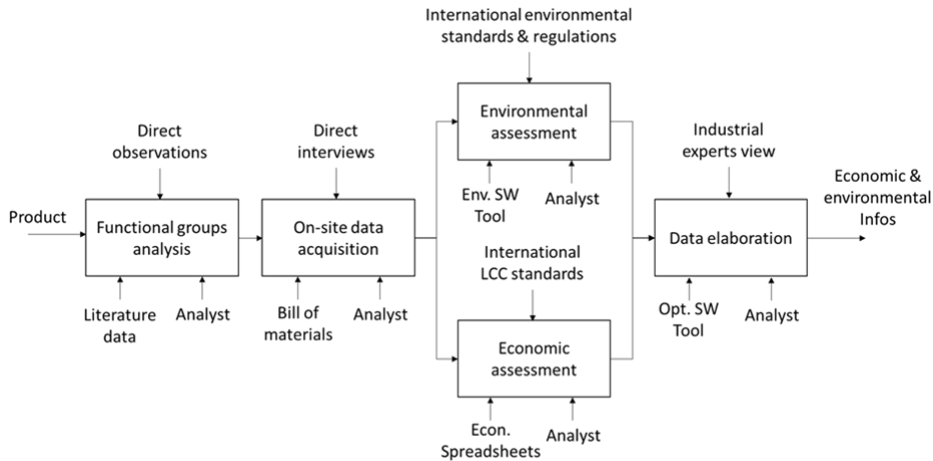 International environmental
standards & regulations
Environmental
assessment
Direct
observations
Direct
interviews
Industrial
experts view
Env. SW
Tool
Analyst
Economic &
environmental
Infos
Product
Functional groups
analysis
On-site data
acquisition
Data elaboration
International
LCC standards
Literature
data
Analyst
Bill of
materials
Analyst
Opt. SW
Tool
Analyst
Economic
assessment
Econ.
Spreadsheets
Analyst